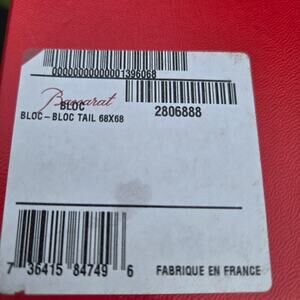 0000000000001396068
Baccarat
BLOC
2806888
BLOC-BLOC TAIL 68X68
7 36415 84749 6
FABRIQUE EN FRANCE